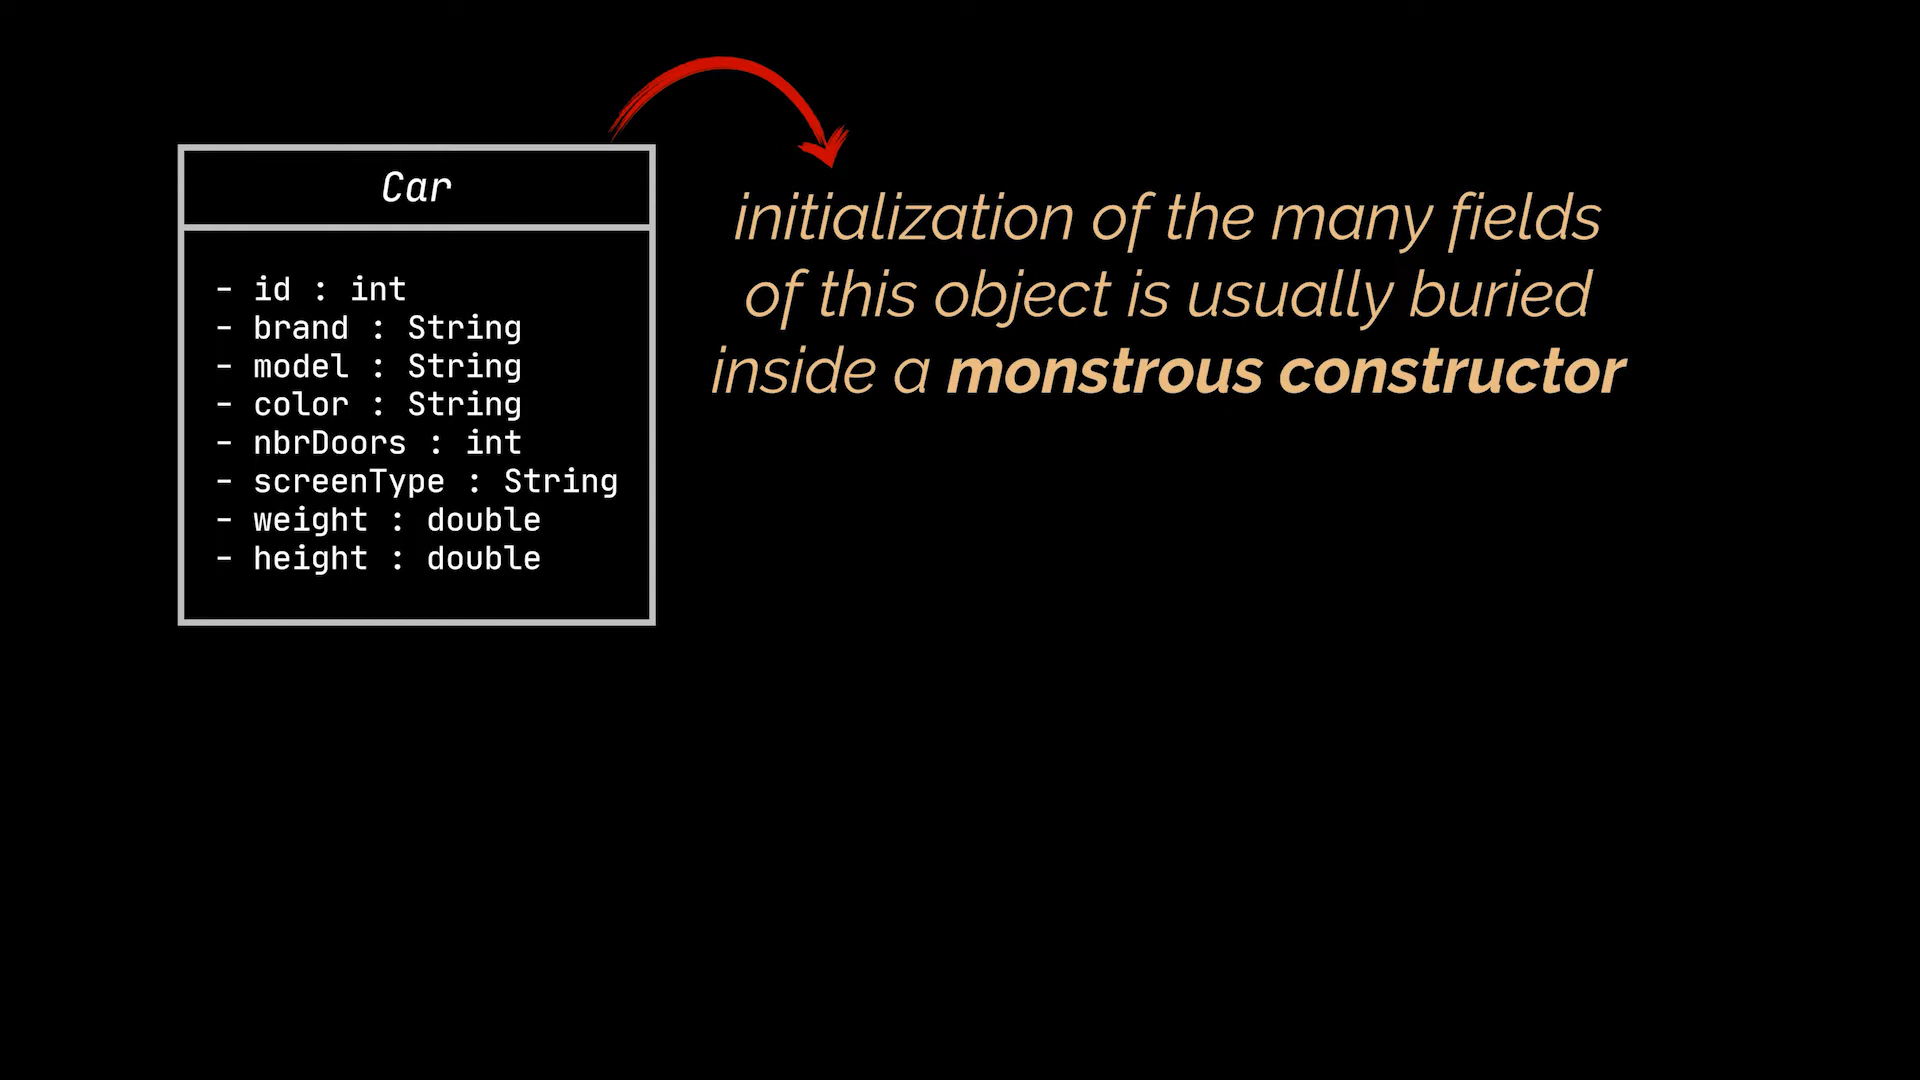 Car
- id : int
- brand : String
- model : String
- color : String
- nbrDoors : int
- screenType : String
- weight : double
- height : double
initialization of the many fields
of this object is usually buried
inside a monstrous constructor